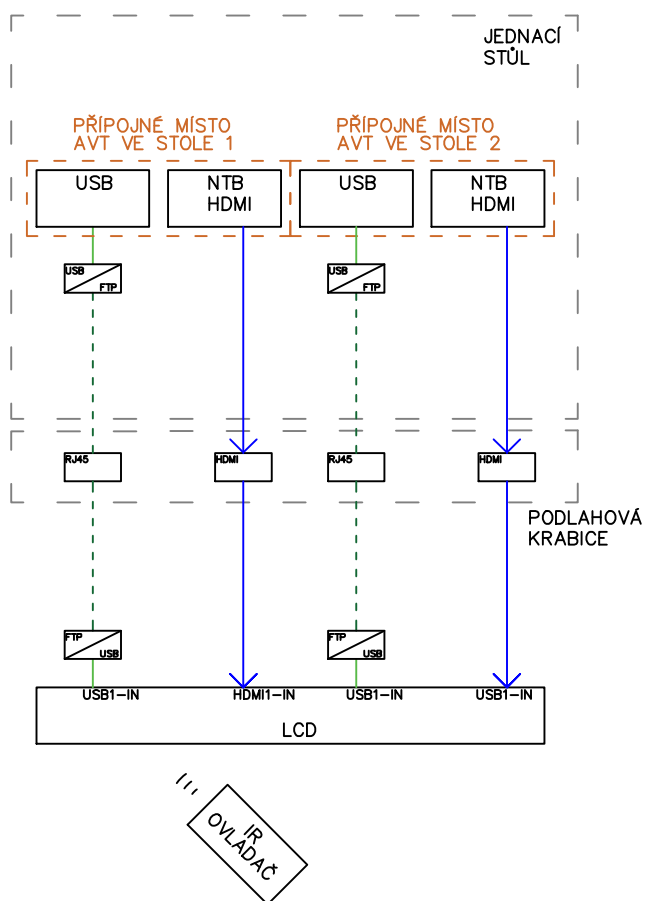 JEDNACÍ
STŮL
PŘÍPOJNÉ MÍSTO
AVT VE STOLE 1
PŘÍPOJNÉ MÍSTO
AVT VE STOLE 2
USB
NTB
HDMI
USB
NTB
HDMI
USB
FTP
USB
FTP
RJ45
HDMI
RJ45
HDMI
PODLAHOVÁ
KRABICE
FTP
USB
FTP
USB
USB1-IN
HDMI1-IN
USB1-IN
USB1-IN
LCD
IR
OVLÁDAČ